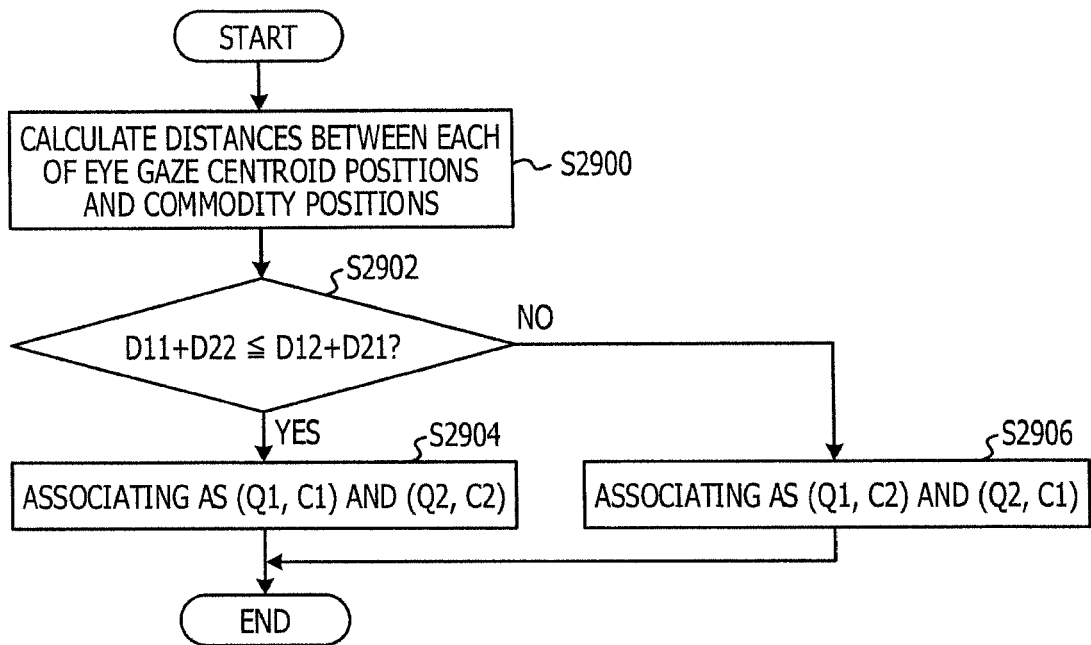 START
CALCULATE DISTANCES BETWEEN EACH
OF EYE GAZE CENTROID POSITIONS
AND COMMODITY POSITIONS
S2900
S2902
D11+D22 ≦ D12+D21?
NO
YES
S2904
ASSOCIATING AS (Q1, C1) AND (Q2, C2)
S2906
ASSOCIATING AS (Q1, C2) AND (Q2, C1)
END